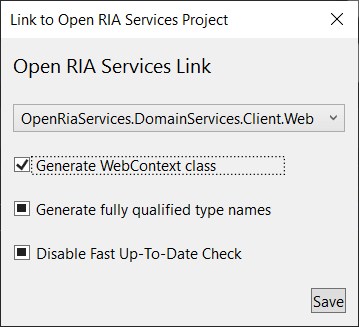 Link to Open RIA Services Project
Open RIA Services Link
OpenRiaServices.DomainServices.Client.Web
Generate WebContext class
Generate fully qualified type names
Disable Fast Up-To-Date Check
Save